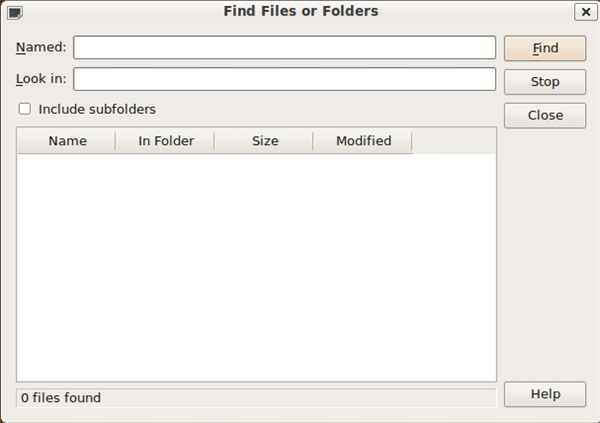 Find Files or Folders
Named:
Find
Look in:
Stop
Include subfolders
Close
Name In Folder Size Modified
0 files found
Help